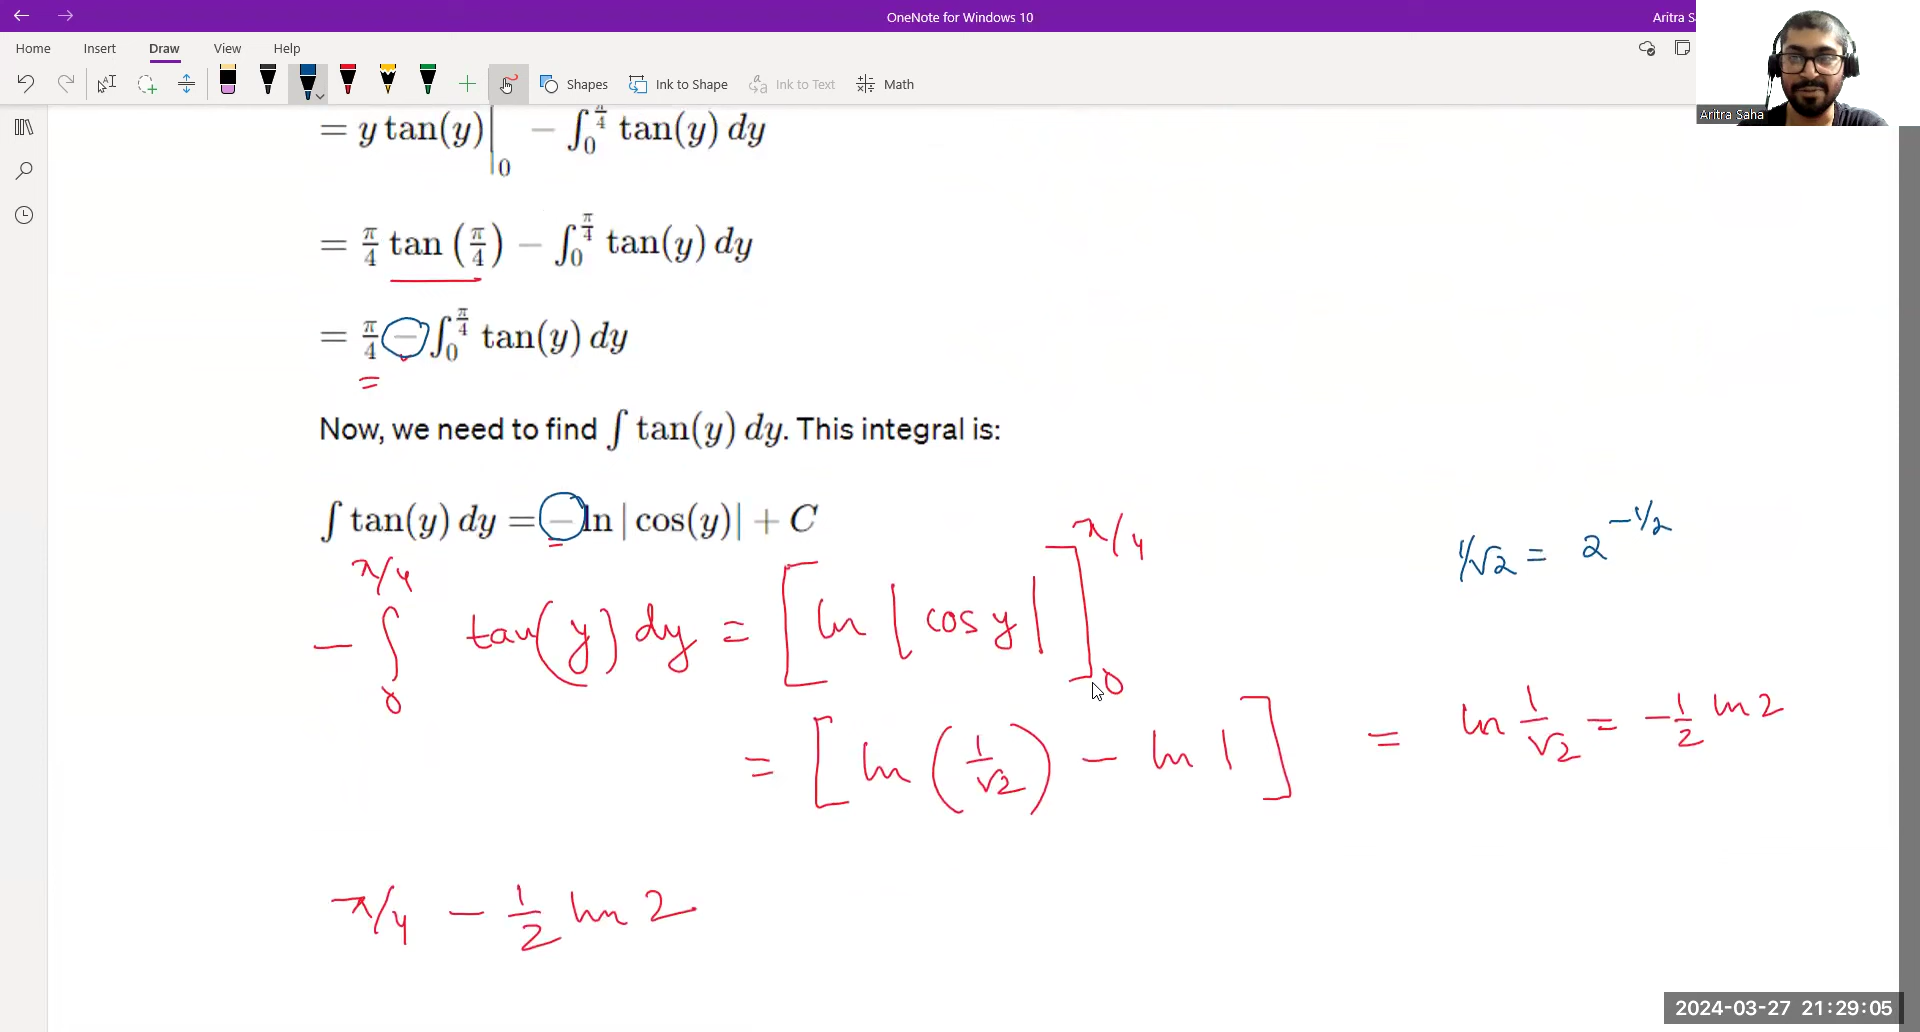 OneNote for Windows 10
Aritra S
Home Insert Draw View Help
Shapes Ink to Shape Ink to Text Math
Aritra Saha
= y tan(y)|₀ − ∫₀^{π/4} tan(y) dy
= π/4 tan(π/4) − ∫₀^{π/4} tan(y) dy
= π/4 − ∫₀^{π/4} tan(y) dy
=
Now, we need to find ∫ tan(y) dy. This integral is:
∫ tan(y) dy = − ln | cos(y)| + C
1/√2 = 2^{−1/2}
− ∫₀^{π/4} tan(y) dy = [ln |cos y|]₀^{π/4}
= [ln (1/√2) − ln 1] = ln 1/√2 = −1/2 ln 2
π/4 − 1/2 ln 2
2024-03-27 21:29:05